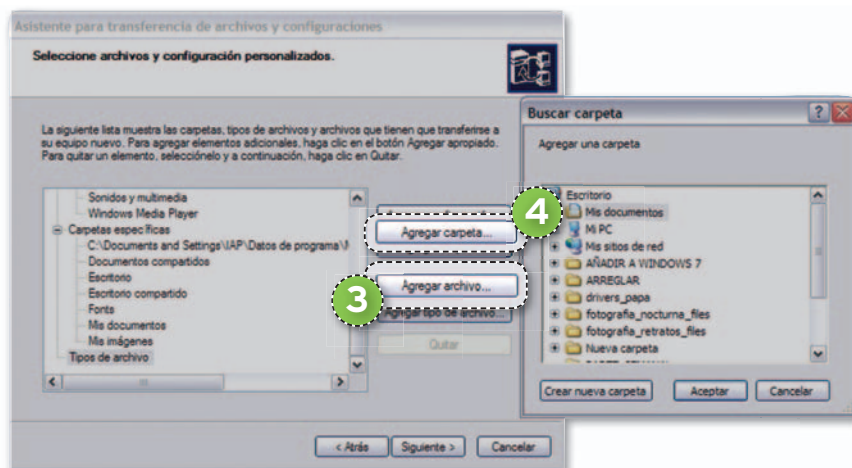 Asistente para transferencia de archivos y configuraciones
Seleccione archivos y configuración personalizados.
La siguiente lista muestra las carpetas, tipos de archivos y archivos que tienen que transferirse a
su equipo nuevo. Para agregar elementos adicionales, haga clic en el botón Agregar apropiado.
Para quitar un elemento, selecciónelo y a continuación, haga clic en Quitar.
Sonidos y multimedia
Windows Media Player
Carpetas específicas
C:\Documents and Settings\IAP\Datos de programa\
Documentos compartidos
Escritorio
Escritorio compartido
Fonts
Mis documentos
Mis imágenes
Tipos de archivo
Agregar carpeta...
Agregar archivo...
3
Agregar tipo de archivo...
Quitar
< Atrás
Siguiente >
Cancelar
Buscar carpeta
Agregar una carpeta
4
Escritorio
Mis documentos
Mi PC
Mis sitios de red
AÑADIR A WINDOWS 7
ARREGLAR
drivers_papa
fotografia_nocturna_files
fotografia_retratos_files
Nueva carpeta
Crear nueva carpeta
Aceptar
Cancelar